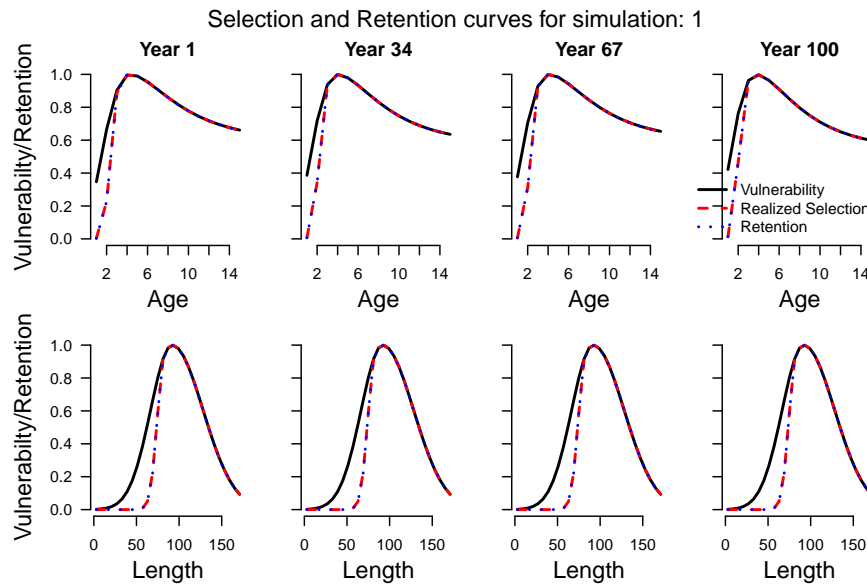 Selection and Retention curves for simulation: 1
Year 1 Year 34 Year 67 Year 100
Vulnerabilty/Retention
1.0
0.8
0.6
0.4
0.2
0.0
Vulnerability
Realized Selection
Retention
2 6 10 14 2 6 10 14 2 6 10 14 2 6 10 14
Age Age Age Age
Vulnerabilty/Retention
1.0
0.8
0.6
0.4
0.2
0.0
0 50 100 150 0 50 100 150 0 50 100 150 0 50 100 150
Length Length Length Length